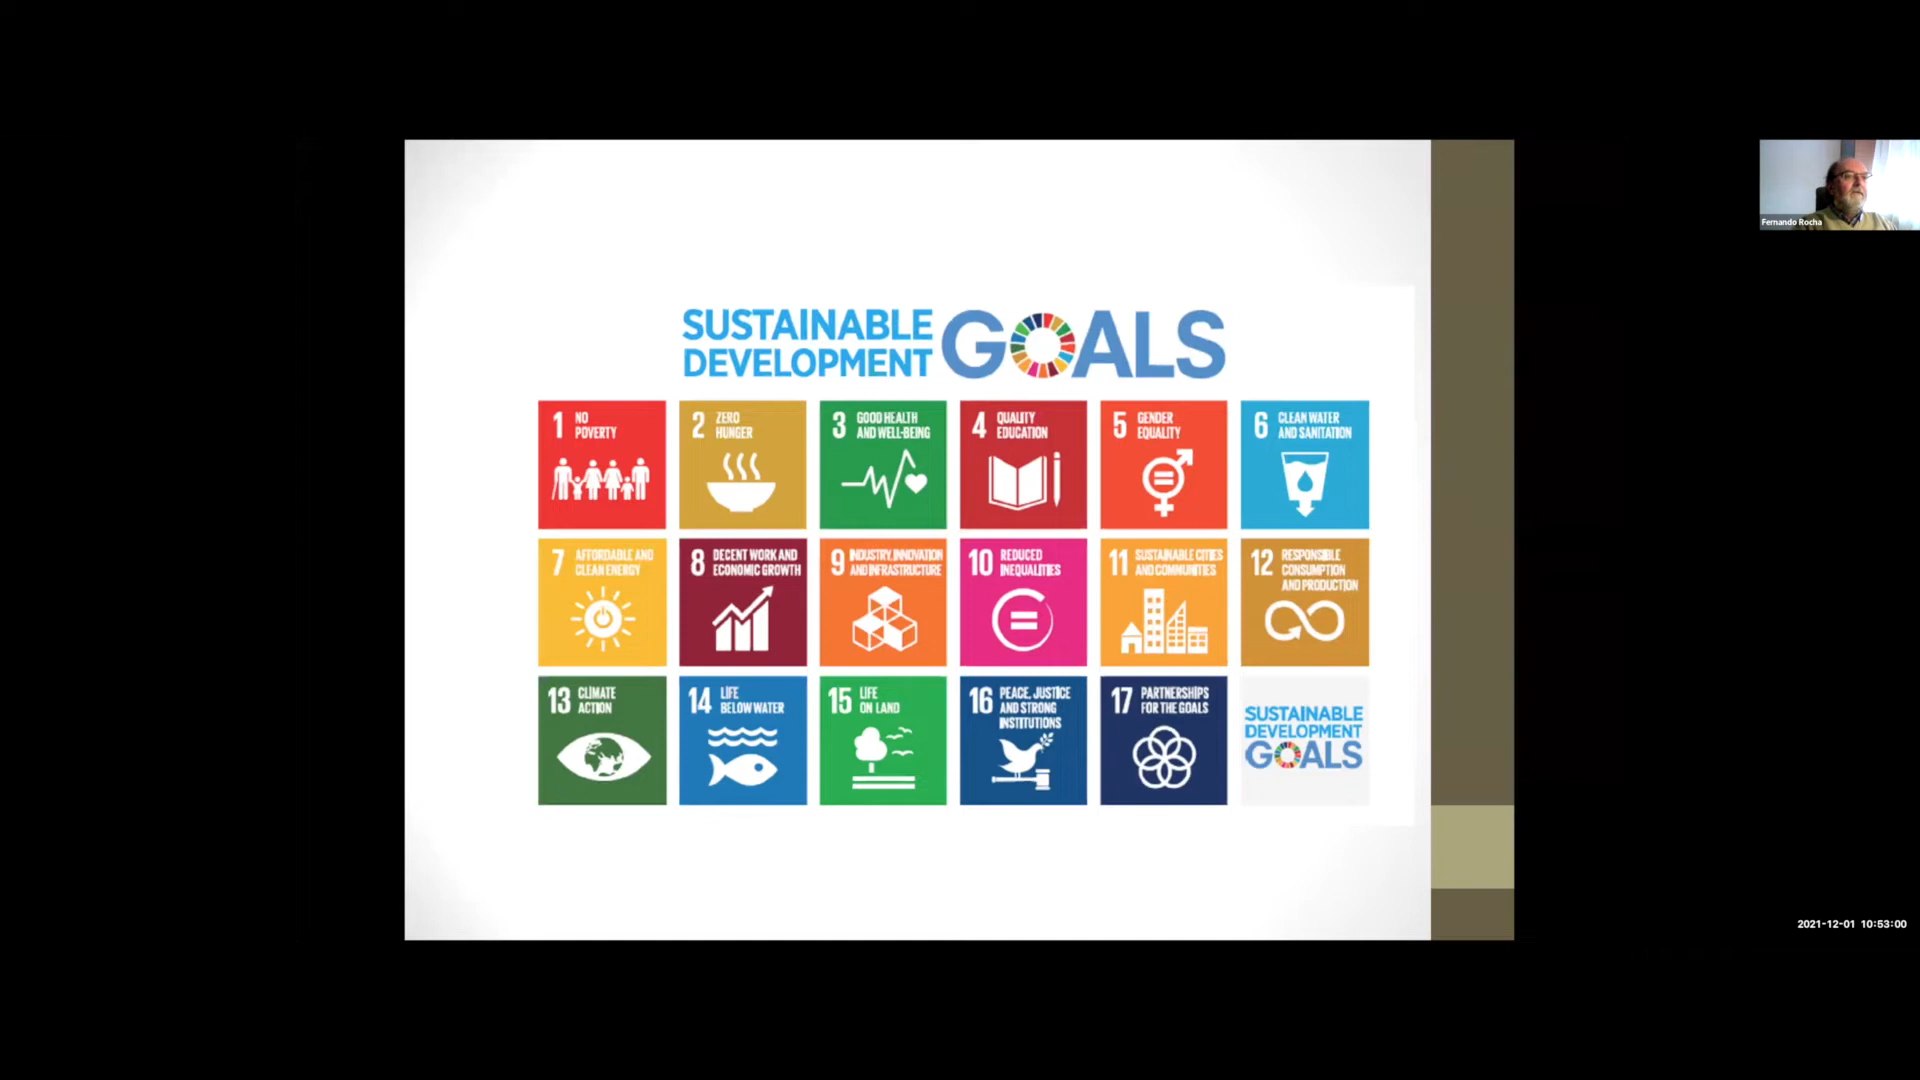 SUSTAINABLE
DEVELOPMENT
GOALS
1 NO
POVERTY
2 ZERO
HUNGER
3 GOOD HEALTH
AND WELL-BEING
4 QUALITY
EDUCATION
5 GENDER
EQUALITY
6 CLEAN WATER
AND SANITATION
7 AFFORDABLE AND
CLEAN ENERGY
8 DECENT WORK AND
ECONOMIC GROWTH
9 INDUSTRY, INNOVATION
AND INFRASTRUCTURE
10 REDUCED
INEQUALITIES
11 SUSTAINABLE CITIES
AND COMMUNITIES
12 RESPONSIBLE
CONSUMPTION
AND PRODUCTION
13 CLIMATE
ACTION
14 LIFE
BELOW WATER
15 LIFE
ON LAND
16 PEACE, JUSTICE
AND STRONG
INSTITUTIONS
17 PARTNERSHIPS
FOR THE GOALS
SUSTAINABLE
DEVELOPMENT
GOALS
Fernando Rocha
2021-12-01 10:53:00